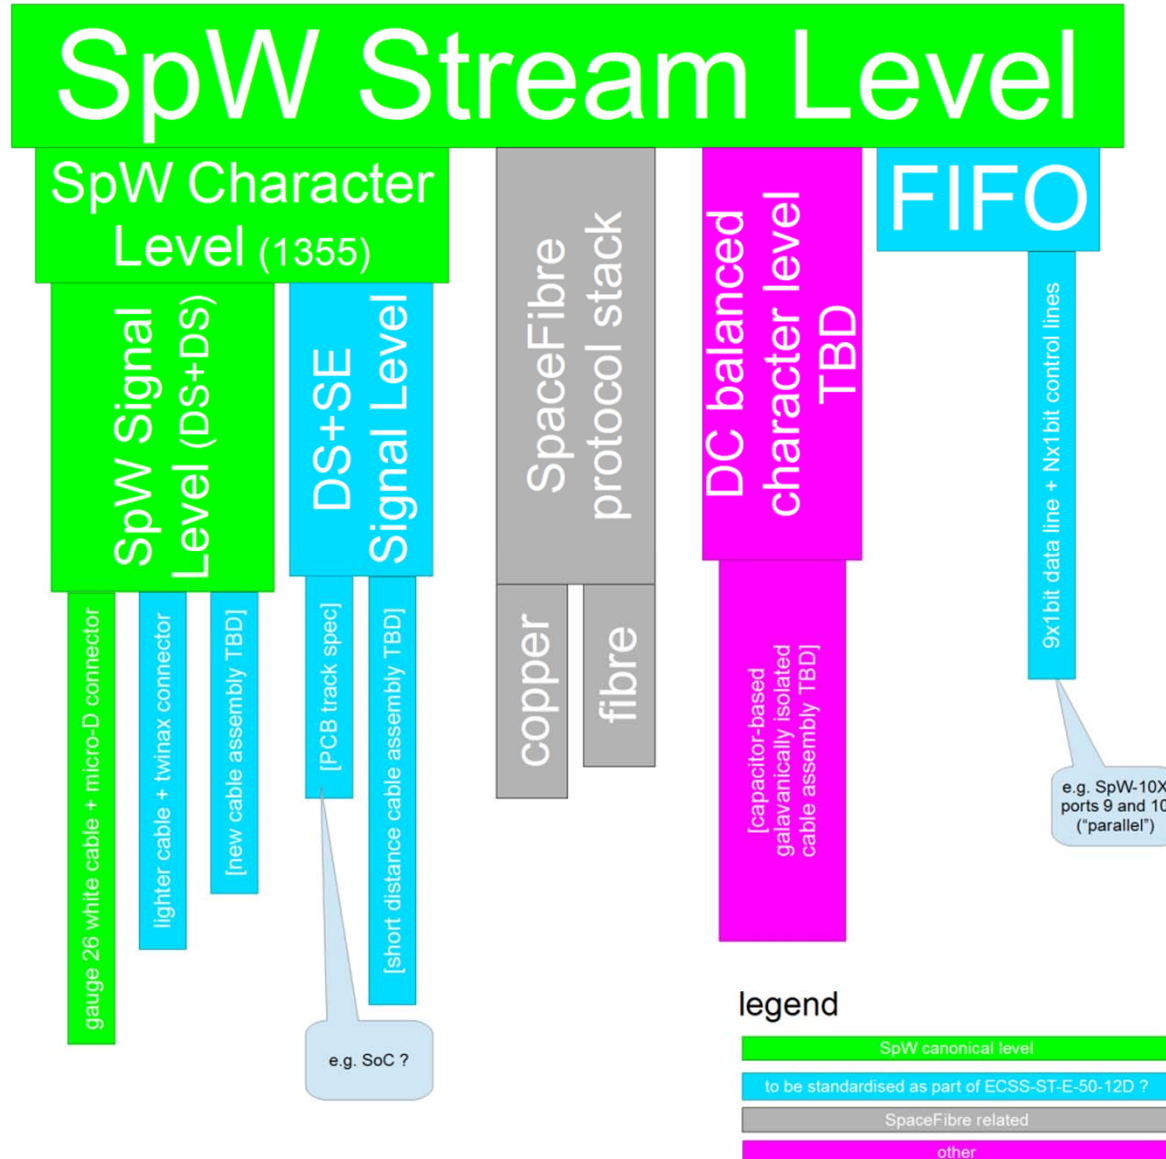 SpW Stream Level
SpW Character
Level (1355)
SpW Signal
Level (DS+DS)
gauge 26 white cable + micro-D connector
lighter cable + twinax connector
[new cable assembly TBD]
DS+SE
Signal Level
[PCB track spec]
[short distance cable assembly TBD]
e.g. SoC ?
SpaceFibre
protocol stack
copper
fibre
DC balanced
character level
TBD
[capacitor-based
galavanically isolated
cable assembly TBD]
FIFO
9x1bit data line + Nx1bit control lines
e.g. SpW-10X
ports 9 and 10
(“parallel”)
legend
SpW canonical level
to be standardised as part of ECSS-ST-E-50-12D ?
SpaceFibre related
other